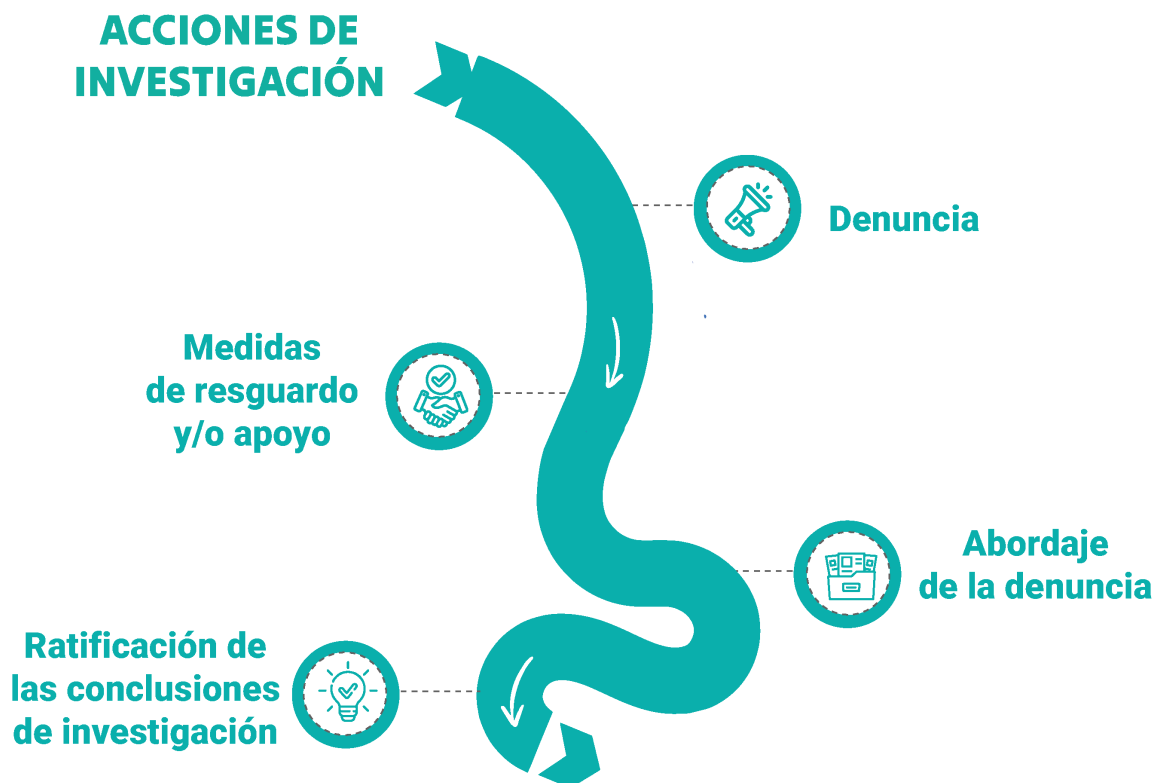 ACCIONES DE
INVESTIGACIÓN
Denuncia
Medidas
de resguardo
y/o apoyo
Abordaje
de la denuncia
Ratificación de
las conclusiones
de investigación